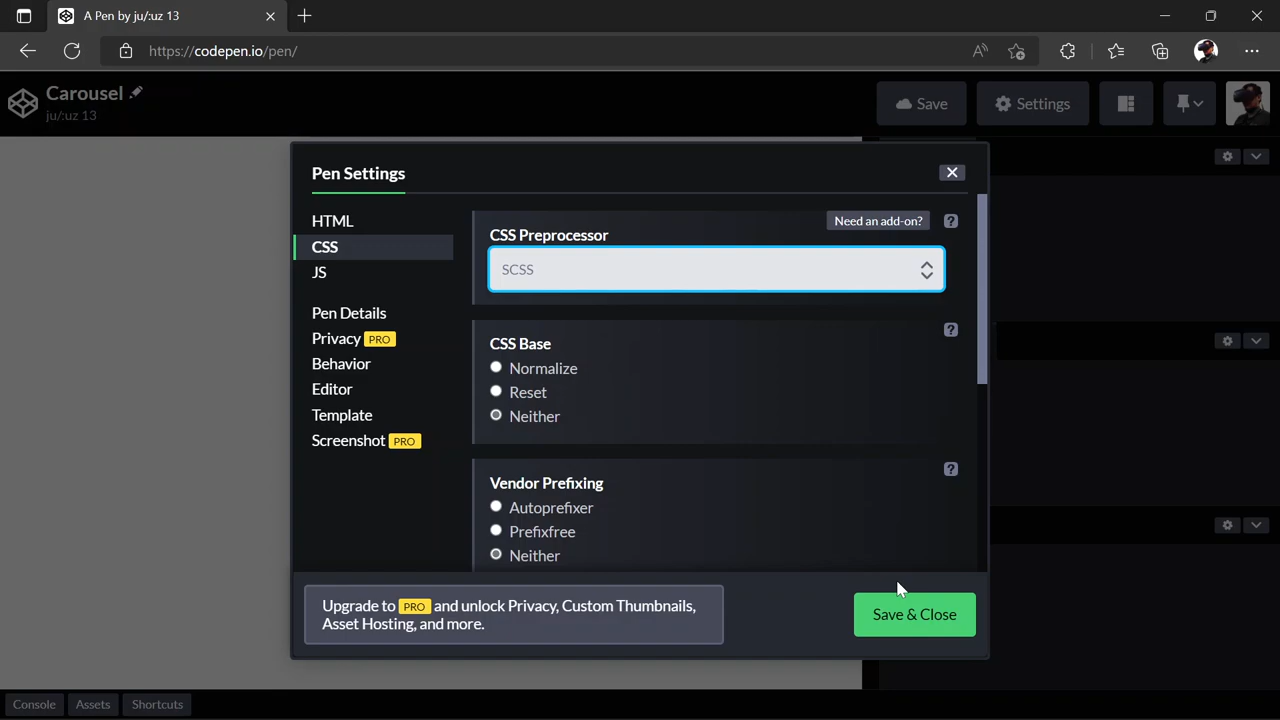 A Pen by ju/:uz 13
https://codepen.io/pen/
Carousel
ju/:uz 13
Save
Settings
Pen Settings
HTML
CSS
JS
Pen Details
Privacy PRO
Behavior
Editor
Template
Screenshot PRO
Need an add-on?
?
CSS Preprocessor
SCSS
?
CSS Base
Normalize
Reset
Neither
?
Vendor Prefixing
Autoprefixer
Prefixfree
Neither
Upgrade to PRO and unlock Privacy, Custom Thumbnails,
Asset Hosting, and more.
Save & Close
Console
Assets
Shortcuts